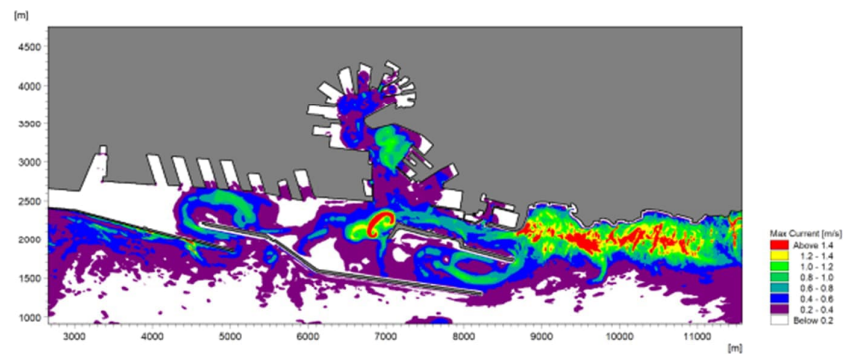 [m]
4500
4000
3500
3000
2500
2000
1500
1000
3000 4000 5000 6000 7000 8000 9000 10000 11000
[m]
Max Current [m/s]
Above 1.4
1.2 - 1.4
1.0 - 1.2
0.8 - 1.0
0.6 - 0.8
0.4 - 0.6
0.2 - 0.4
Below 0.2